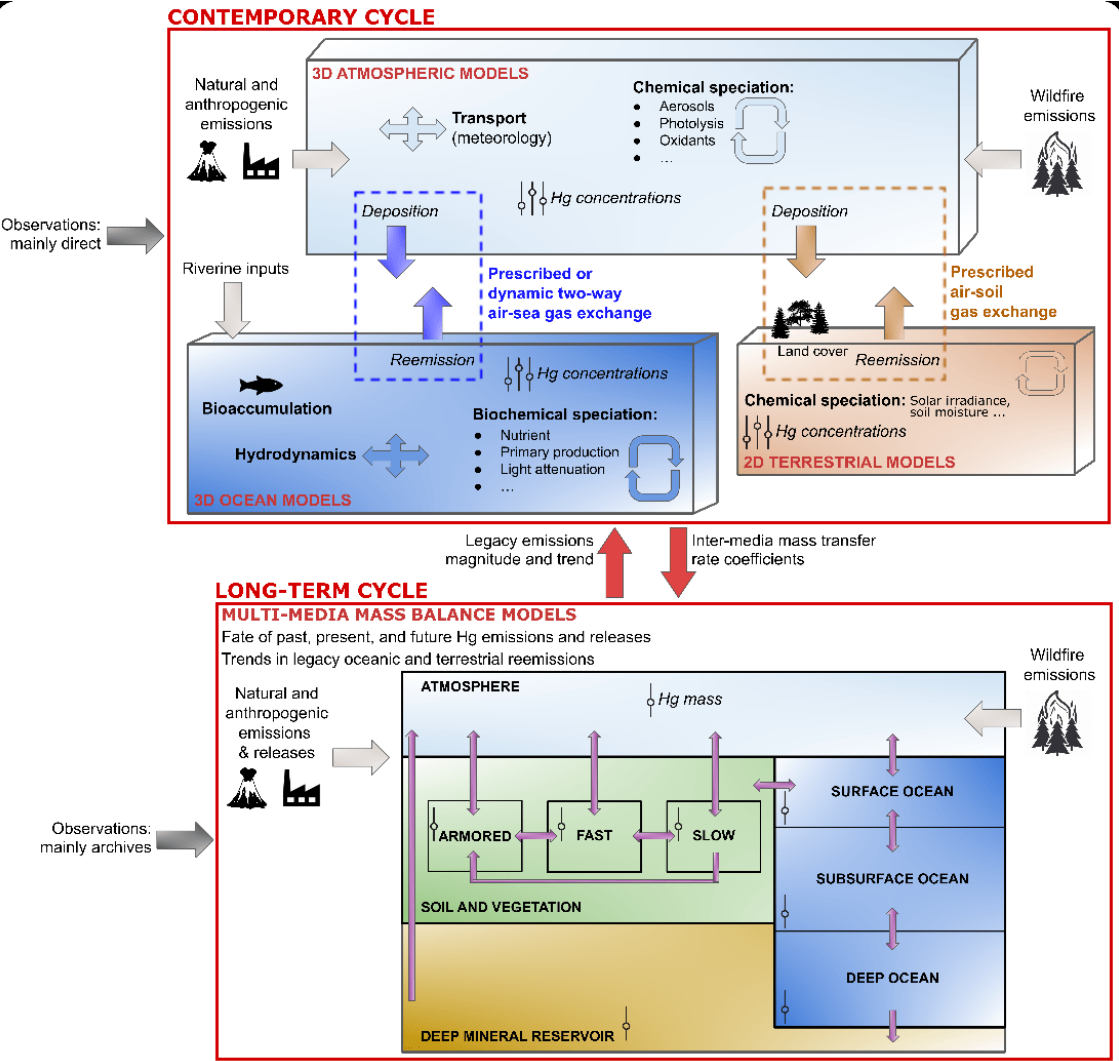 CONTEMPORARY CYCLE
3D ATMOSPHERIC MODELS
Natural and
anthropogenic
emissions
Transport
(meteorology)
Chemical speciation:
● Aerosols
● Photolysis
● Oxidants
● ...
Wildfire
emissions
Hg concentrations
Observations:
mainly direct
Deposition
Deposition
Riverine inputs
Prescribed or
dynamic two-way
air-sea gas exchange
Prescribed
air-soil
gas exchange
Reemission
Land cover
Reemission
Hg concentrations
Bioaccumulation
Biochemical speciation:
● Nutrient
● Primary production
● Light attenuation
● ...
Hydrodynamics
3D OCEAN MODELS
Chemical speciation: Solar irradiance,
soil moisture ...
Hg concentrations
2D TERRESTRIAL MODELS
Legacy emissions
magnitude and trend
Inter-media mass transfer
rate coefficients
LONG-TERM CYCLE
MULTI-MEDIA MASS BALANCE MODELS
Fate of past, present, and future Hg emissions and releases
Trends in legacy oceanic and terrestrial reemissions
Natural and
anthropogenic
emissions
& releases
Wildfire
emissions
ATMOSPHERE
Hg mass
Observations:
mainly archives
ARMORED
FAST
SLOW
SOIL AND VEGETATION
SURFACE OCEAN
SUBSURFACE OCEAN
DEEP OCEAN
DEEP MINERAL RESERVOIR